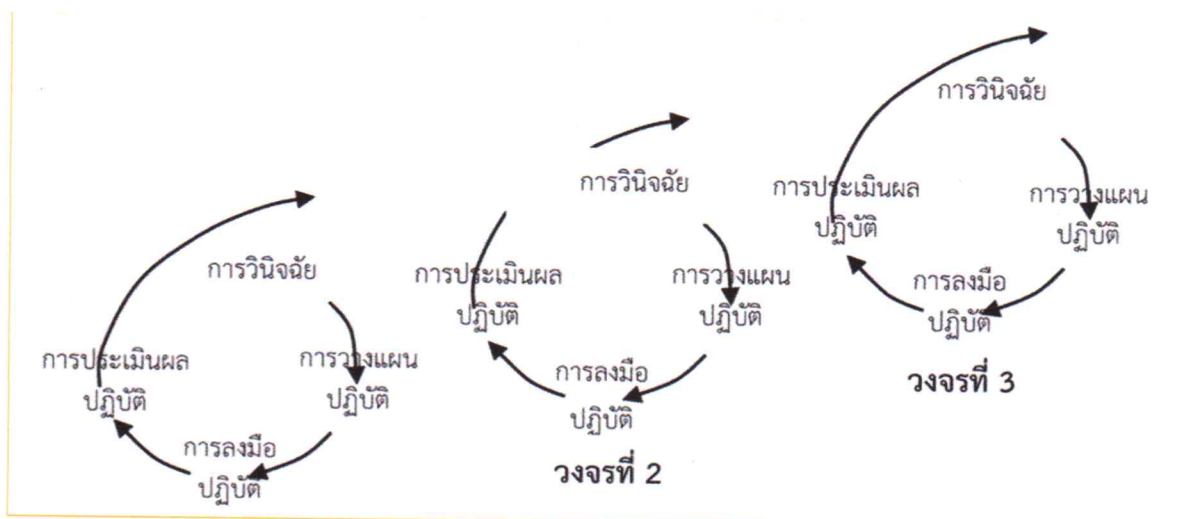 การวินิจฉัย
การประเมินผล
ปฏิบัติ
การวางแผน
ปฏิบัติ
การลงมือ
ปฏิบัติ
การวินิจฉัย
การประเมินผล
ปฏิบัติ
การวางแผน
ปฏิบัติ
การลงมือ
ปฏิบัติ
วงจรที่ 2
การวินิจฉัย
การประเมินผล
ปฏิบัติ
การวางแผน
ปฏิบัติ
การลงมือ
ปฏิบัติ
วงจรที่ 3